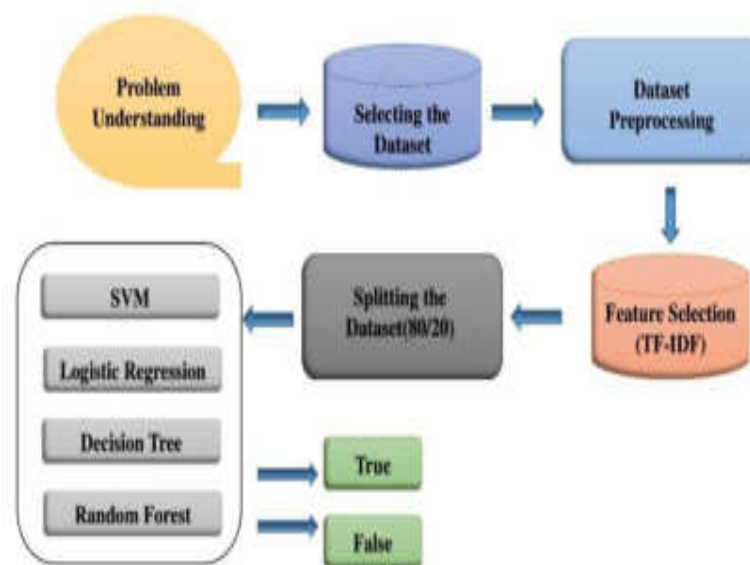 Problem
Understanding
Selecting the
Dataset
Dataset
Preprocessing
Feature Selection
(TF-IDF)
Splitting the
Dataset(80/20)
SVM
Logistic Regression
Decision Tree
Random Forest
True
False